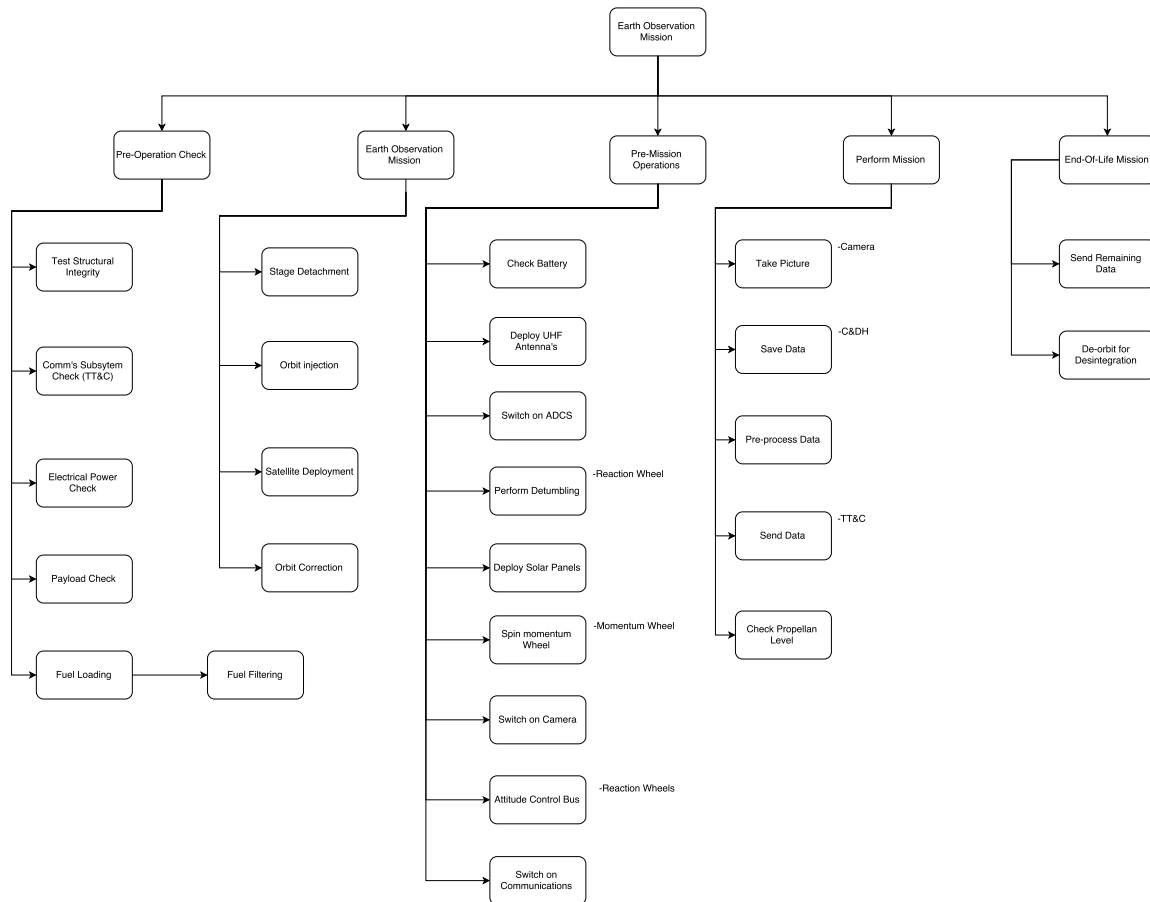 Earth Observation
Mission
Pre-Operation Check
Earth Observation
Mission
Pre-Mission
Operations
Perform Mission
End-Of-Life Mission
Test Structural
Integrity
Comm's Subsytem
Check (TT&C)
Electrical Power
Check
Payload Check
Fuel Loading
Fuel Filtering
Stage Detachment
Orbit injection
Satellite Deployment
Orbit Correction
Check Battery
Deploy UHF
Antenna's
Switch on ADCS
Perform Detumbling
-Reaction Wheel
Deploy Solar Panels
Spin momentum
Wheel
-Momentum Wheel
Switch on Camera
Attitude Control Bus
-Reaction Wheels
Switch on
Communications
Take Picture
-Camera
Save Data
-C&DH
Pre-process Data
Send Data
-TT&C
Check Propellan
Level
Send Remaining
Data
De-orbit for
Desintegration